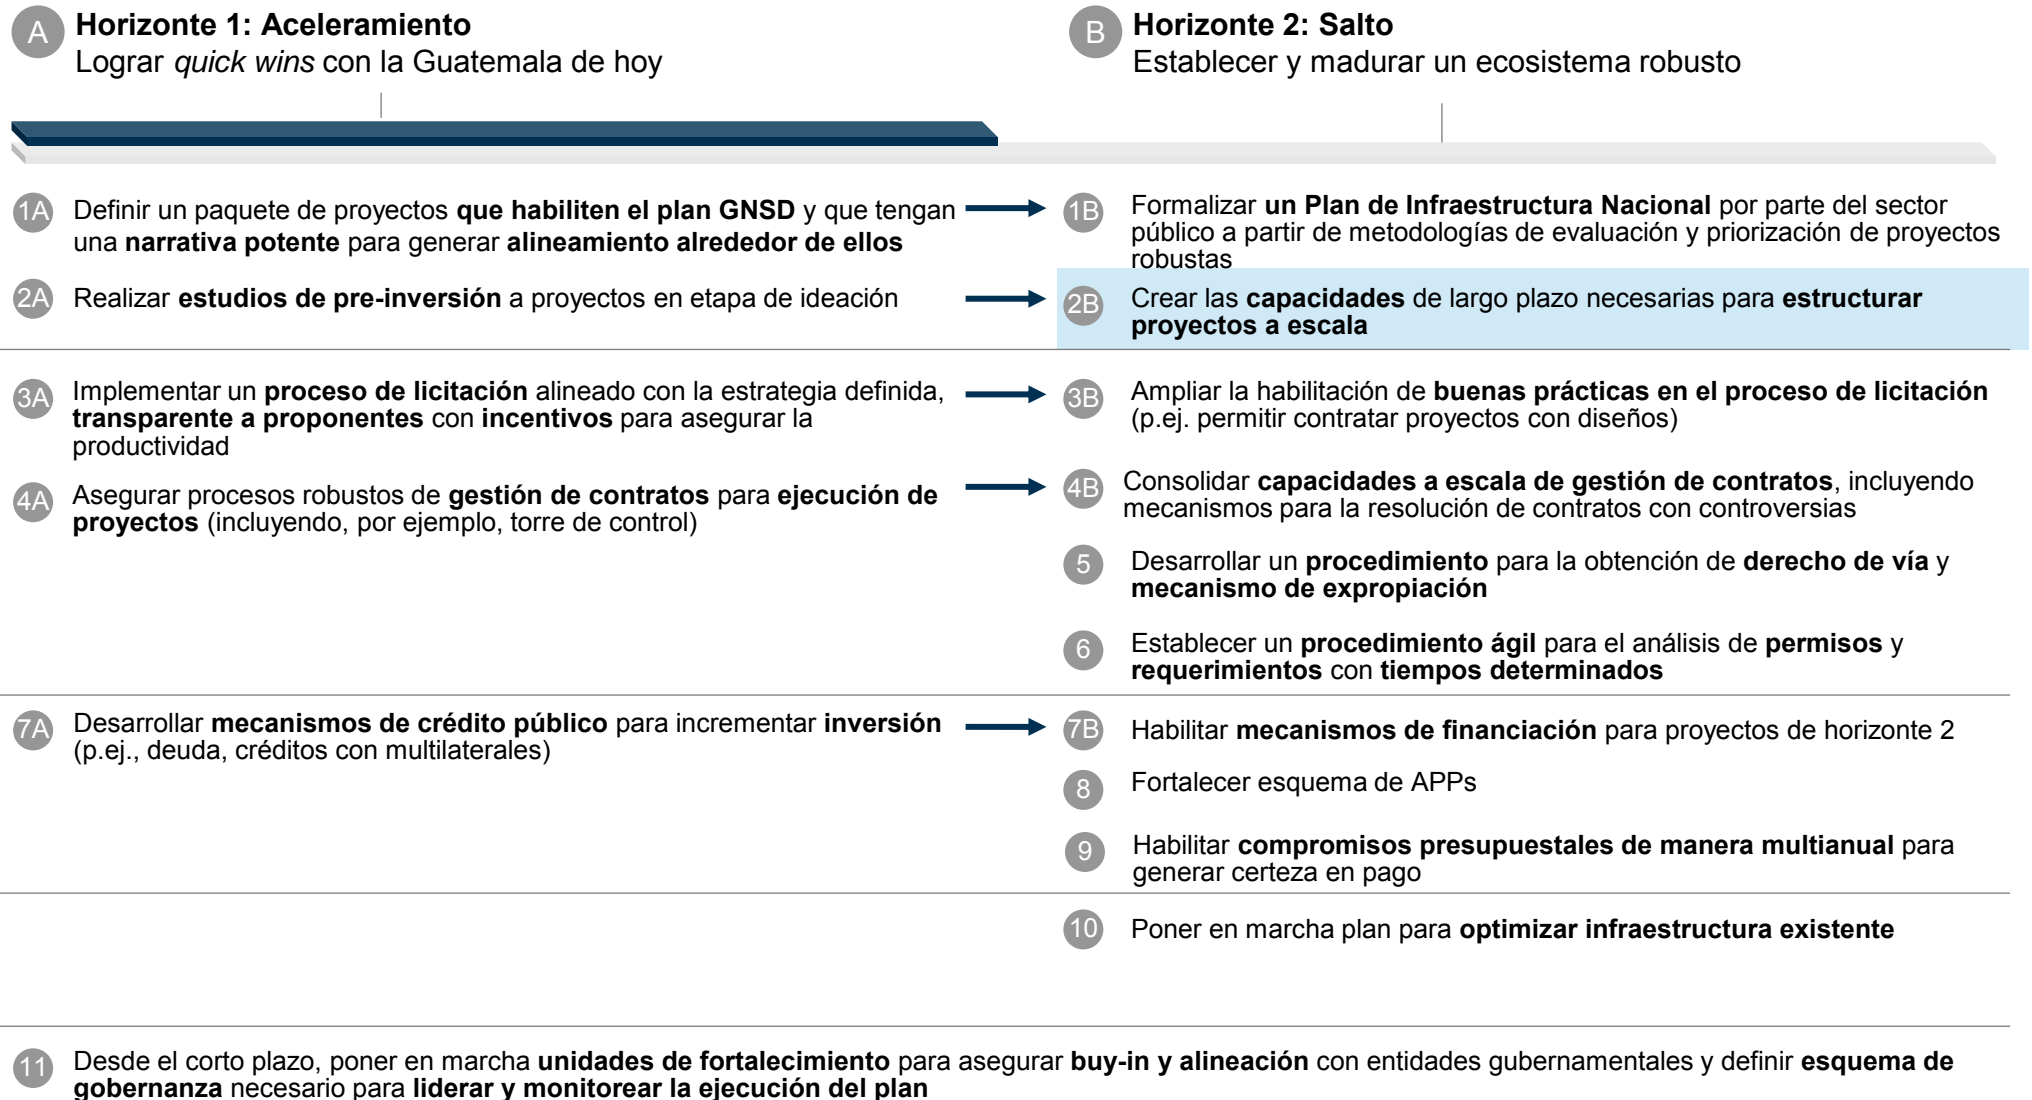 A
Horizonte 1: Aceleramiento
Lograr quick wins con la Guatemala de hoy
B
Horizonte 2: Salto
Establecer y madurar un ecosistema robusto
1A
Definir un paquete de proyectos que habiliten el plan GNSD y que tengan
una narrativa potente para generar alineamiento alrededor de ellos
1B
Formalizar un Plan de Infraestructura Nacional por parte del sector
público a partir de metodologías de evaluación y priorización de proyectos
robustas
2A
Realizar estudios de pre-inversión a proyectos en etapa de ideación
2B
Crear las capacidades de largo plazo necesarias para estructurar
proyectos a escala
3A
Implementar un proceso de licitación alineado con la estrategia definida,
transparente a proponentes con incentivos para asegurar la
productividad
3B
Ampliar la habilitación de buenas prácticas en el proceso de licitación
(p.ej. permitir contratar proyectos con diseños)
4A
Asegurar procesos robustos de gestión de contratos para ejecución de
proyectos (incluyendo, por ejemplo, torre de control)
4B
Consolidar capacidades a escala de gestión de contratos, incluyendo
mecanismos para la resolución de contratos con controversias
5
Desarrollar un procedimiento para la obtención de derecho de vía y
mecanismo de expropiación
6
Establecer un procedimiento ágil para el análisis de permisos y
requerimientos con tiempos determinados
7A
Desarrollar mecanismos de crédito público para incrementar inversión
(p.ej., deuda, créditos con multilaterales)
7B
Habilitar mecanismos de financiación para proyectos de horizonte 2
8
Fortalecer esquema de APPs
9
Habilitar compromisos presupuestales de manera multianual para
generar certeza en pago
10
Poner en marcha plan para optimizar infraestructura existente
11
Desde el corto plazo, poner en marcha unidades de fortalecimiento para asegurar buy-in y alineación con entidades gubernamentales y definir esquema de
gobernanza necesario para liderar y monitorear la ejecución del plan